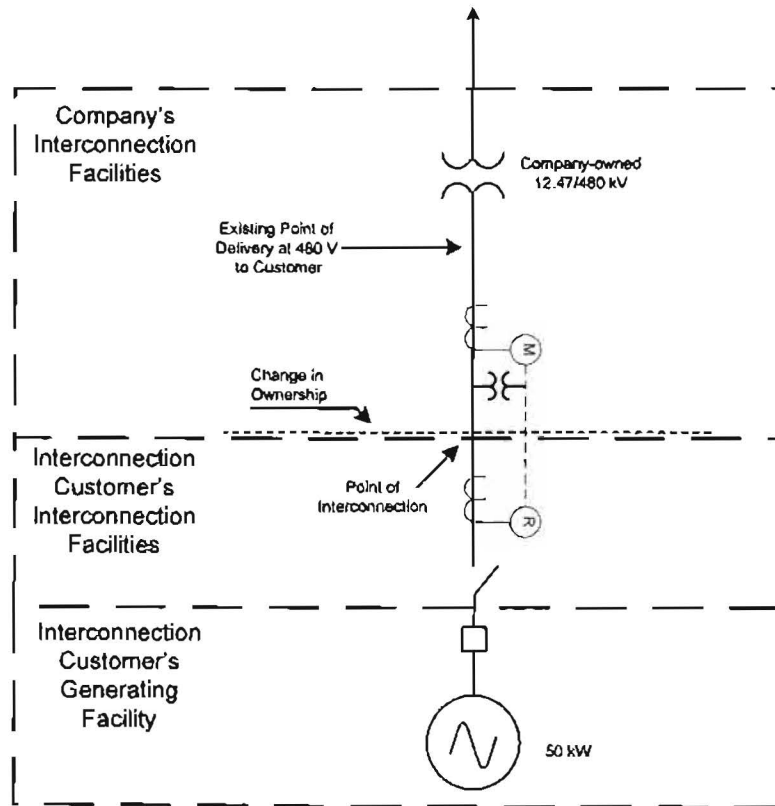 Company's
Interconnection
Facilities
Company-owned
12.47/480 kV
Existing Point of
Delivery at 480 V
to Customer
M
Change in
Ownership
Interconnection
Customer's
Interconnection
Facilities
Point of
Interconnection
R
Interconnection
Customer's
Generating
Facility
50 kW